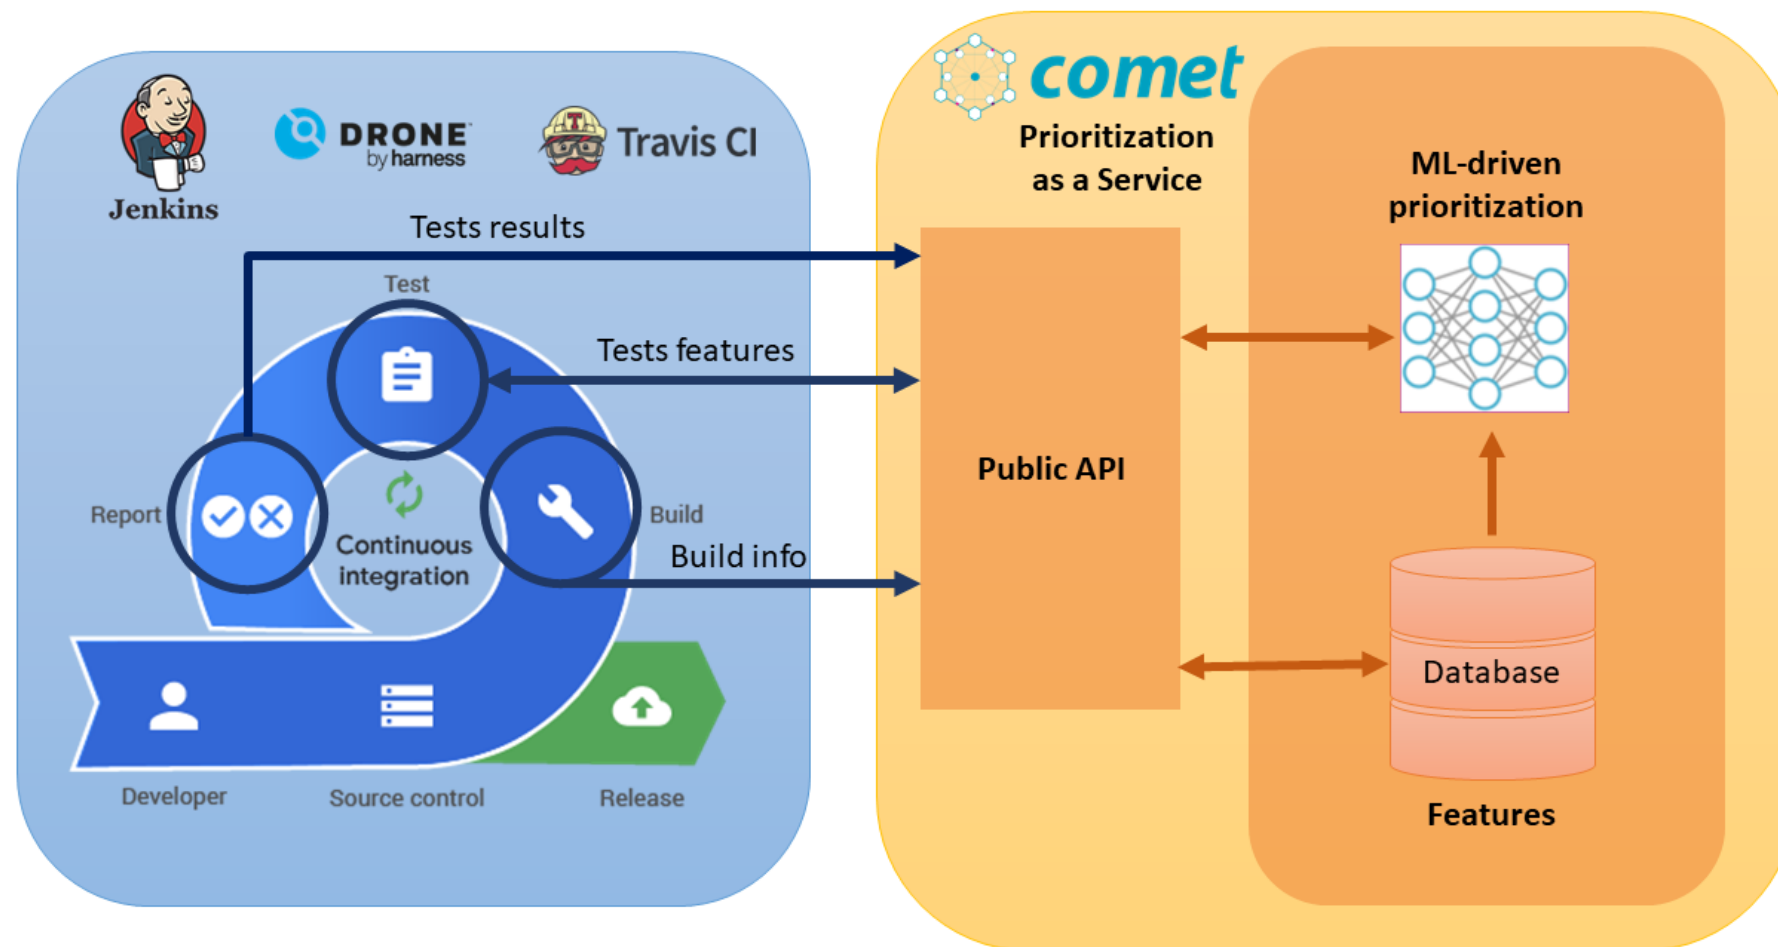 Jenkins
DRONE
by harness
T
Travis CI
comet
Prioritization
as a Service
ML-driven
prioritization
Tests results
Test
Tests features
Public API
Report
Continuous
integration
Build
Build info
Database
Features
Developer
Source control
Release